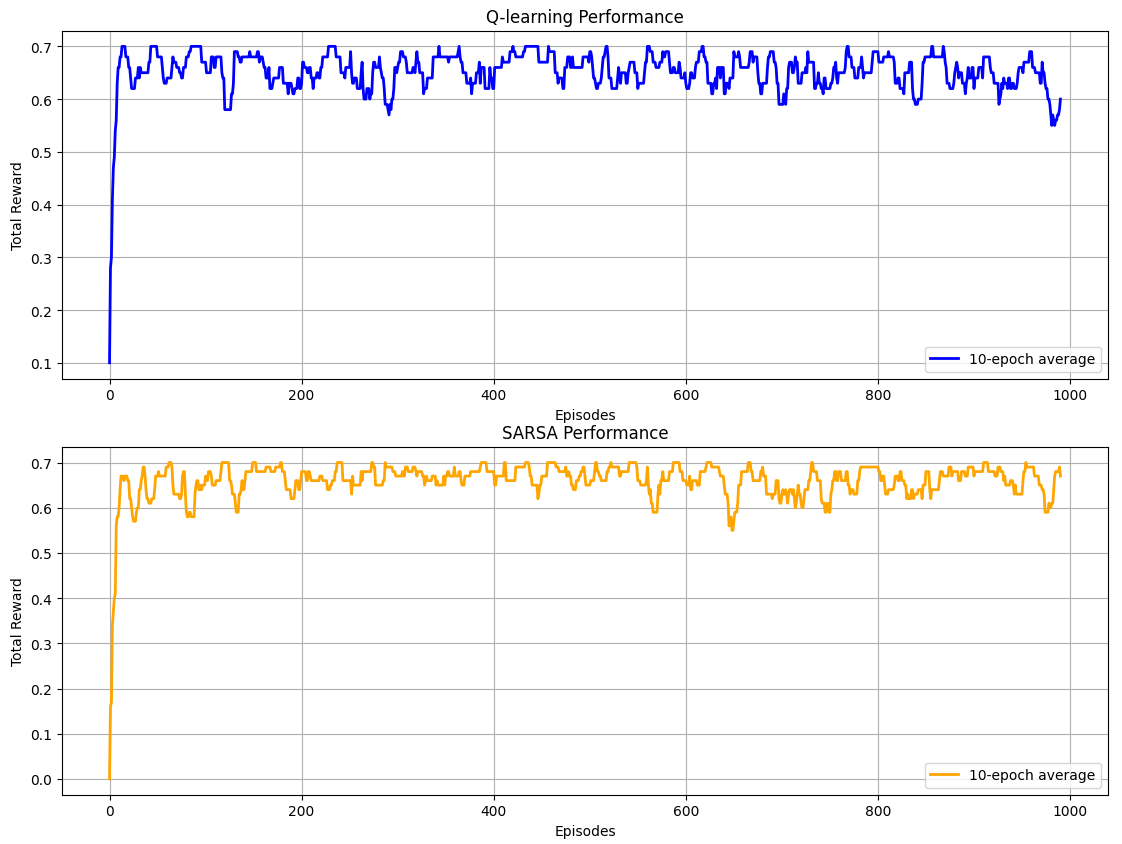 Q-learning Performance
0.7
0.6
0.5
0.4
0.3
0.2
0.1
Total Reward
10-epoch average
0 200 400 600 800 1000
Episodes
SARSA Performance
0.7
0.6
0.5
0.4
0.3
0.2
0.1
0.0
Total Reward
10-epoch average
0 200 400 600 800 1000
Episodes